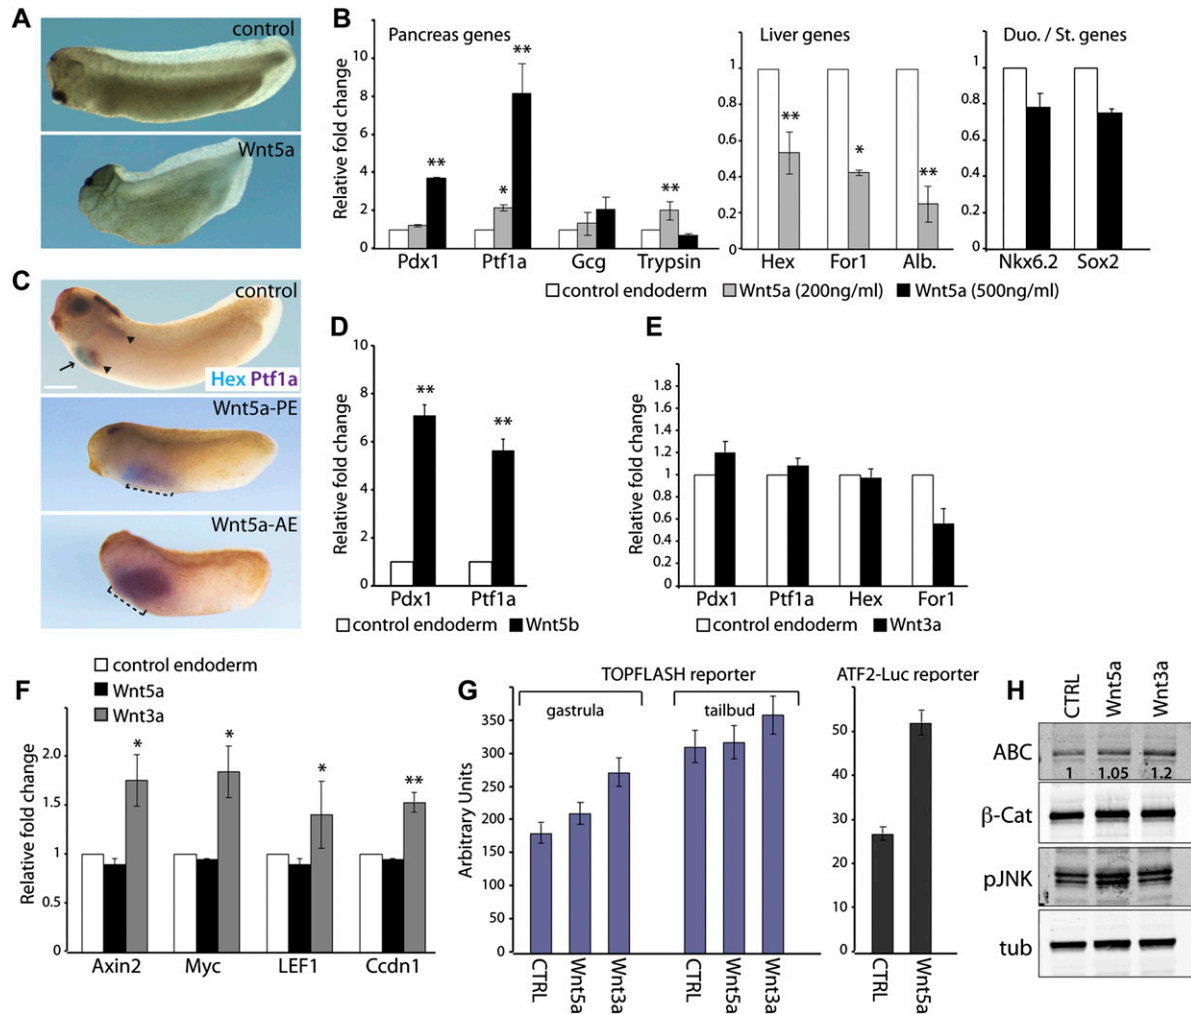 A
control
Wnt5a
B
Pancreas genes
Liver genes
Duo. / St. genes
Relative fold change
12
10
8
6
4
2
0
**
*
**
**
1
0.8
0.6
0.4
0.2
0
**
*
**
1
0.8
0.6
0.4
0.2
0
Pdx1 Ptf1a Gcg Trypsin
Hex For1 Alb.
Nkx6.2 Sox2
control endoderm Wnt5a (200ng/ml) Wnt5a (500ng/ml)
C
control
Hex Ptf1a
Wnt5a-PE
Wnt5a-AE
D
Relative fold change
10
8
6
4
2
0
**
**
Pdx1 Ptf1a
control endoderm Wnt5b
E
Relative fold change
1.8
1.6
1.4
1.2
1
0.8
0.6
0.4
0.2
0
Pdx1 Ptf1a Hex For1
control endoderm Wnt3a
F
control endoderm
Wnt5a
Wnt3a
Relative fold change
2.0
1.5
1
0.5
0
*
*
*
**
Axin2 Myc LEF1 Ccdn1
G
TOPFLASH reporter
gastrula
tailbud
Arbitrary Units
350
300
250
200
150
100
50
0
CTRL
Wnt5a
Wnt3a
CTRL
Wnt5a
Wnt3a
ATF2-Luc reporter
50
40
30
20
10
0
CTRL
Wnt5a
H
CTRL
Wnt5a
Wnt3a
ABC
1 1.05 1.2
β-Cat
pJNK
tub